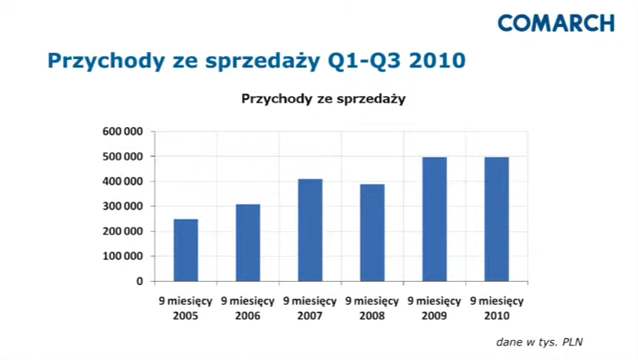 COMARCH
Przychody ze sprzedaży Q1-Q3 2010
Przychody ze sprzedaży
600 000
500 000
400 000
300 000
200 000
100 000
0
9 miesięcy 9 miesięcy 9 miesięcy 9 miesięcy 9 miesięcy 9 miesięcy
2005 2006 2007 2008 2009 2010
dane w tys. PLN